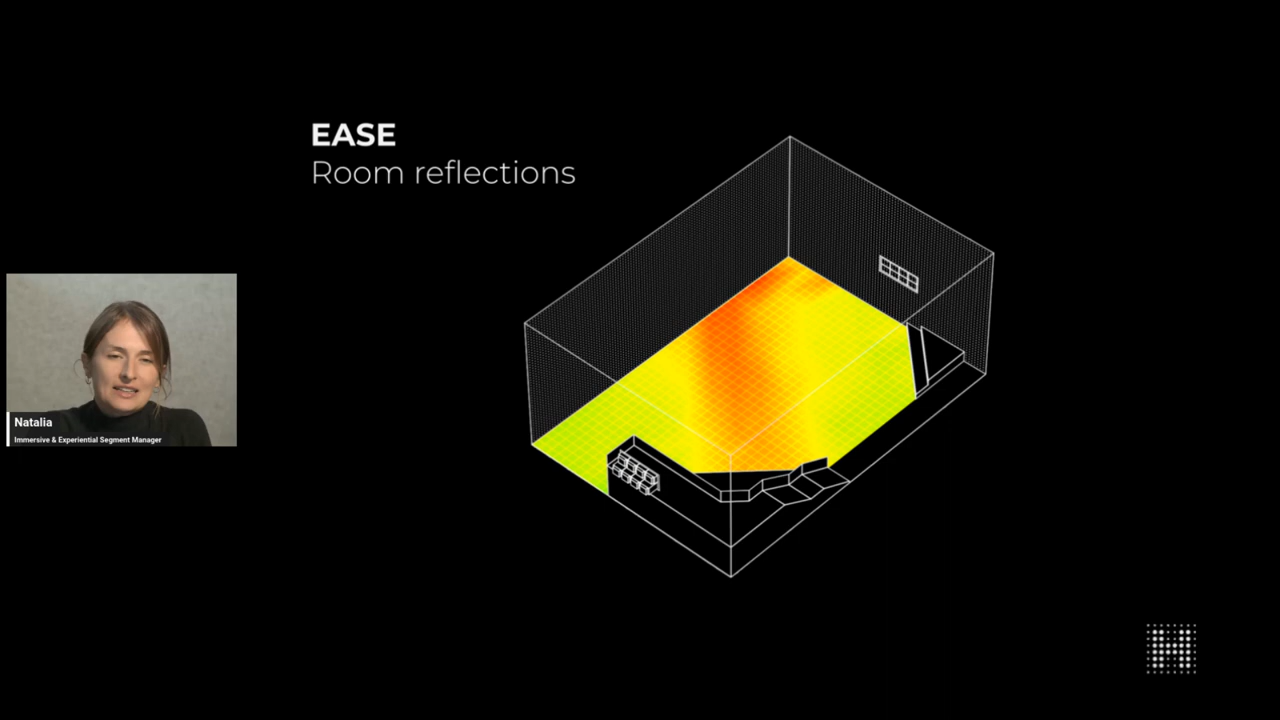 EASE
Room reflections
Natalia
Immersive & Experiential Segment Manager
H